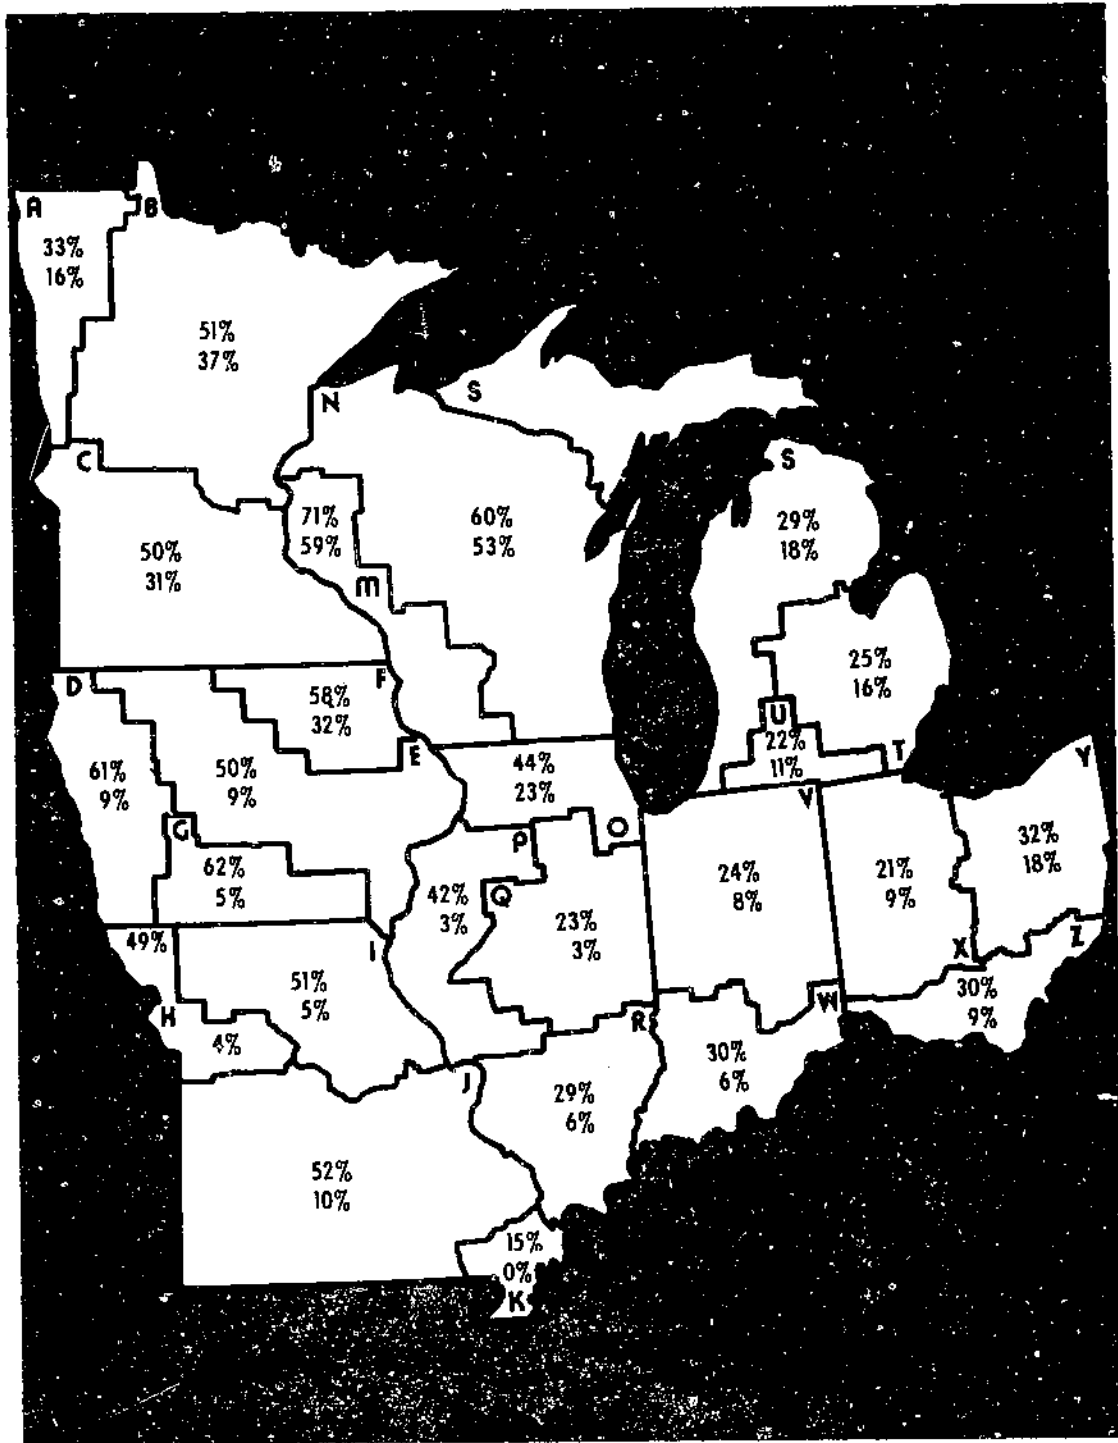 A
B
33%
16%
51%
37%
N
S
C
S
71%
59%
60%
53%
29%
18%
50%
31%
M
D
F
58%
32%
25%
16%
U
E
T
Y
61%
9%
50%
9%
44%
23%
22%
11%
V
G
P
O
32%
18%
62%
5%
42%
3%
Q
24%
8%
21%
9%
23%
3%
49%
I
X
Z
51%
5%
30%
9%
H
R
W
4%
30%
6%
J
29%
6%
52%
10%
15%
0%
K